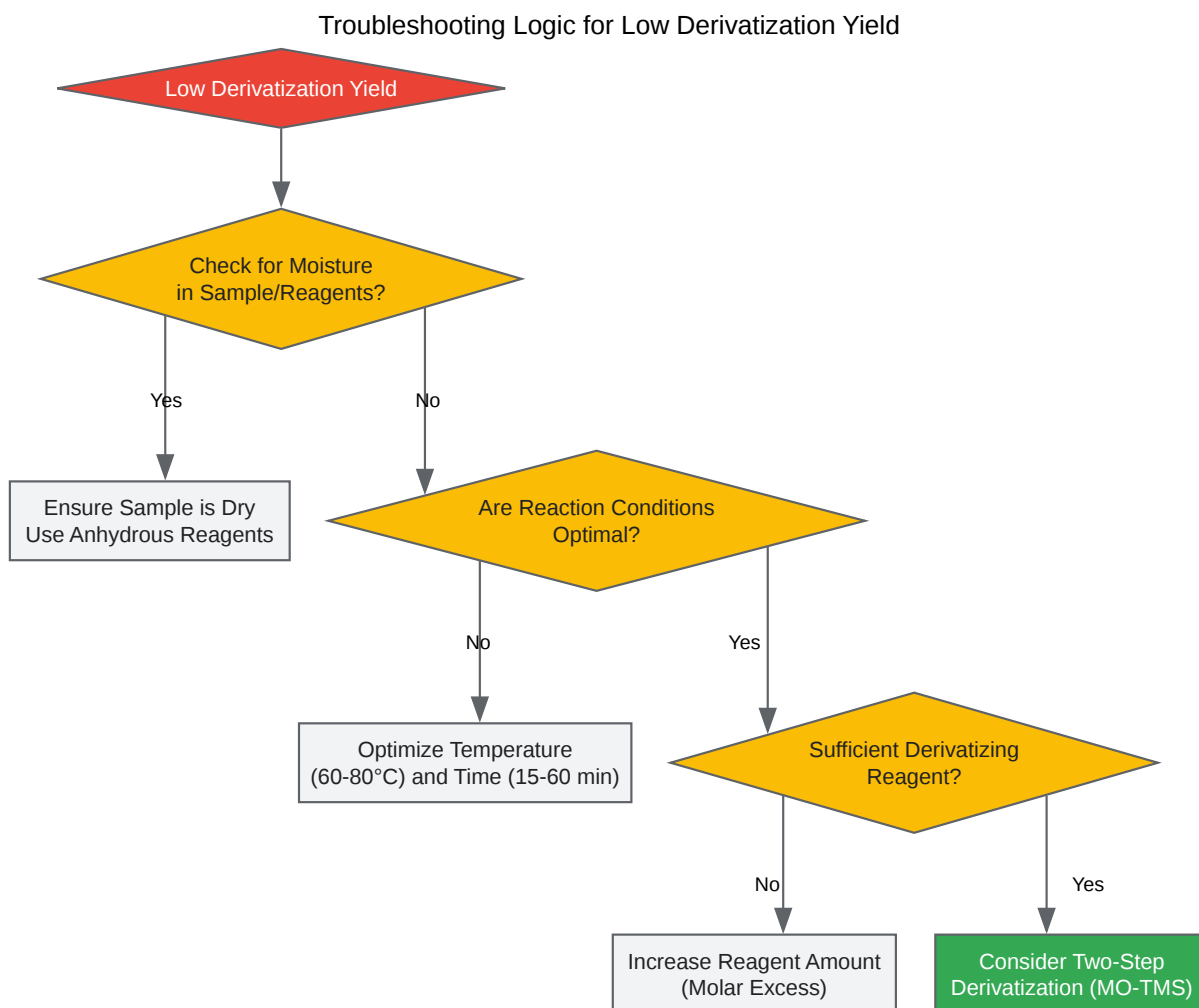 Troubleshooting Logic for Low Derivatization Yield
Low Derivatization Yield
Check for Moisture
in Sample/Reagents?
Yes
No
Ensure Sample is Dry
Use Anhydrous Reagents
Are Reaction Conditions
Optimal?
No
Yes
Optimize Temperature
(60-80°C) and Time (15-60 min)
Sufficient Derivatizing
Reagent?
No
Yes
Increase Reagent Amount
(Molar Excess)
Consider Two-Step
Derivatization (MO-TMS)